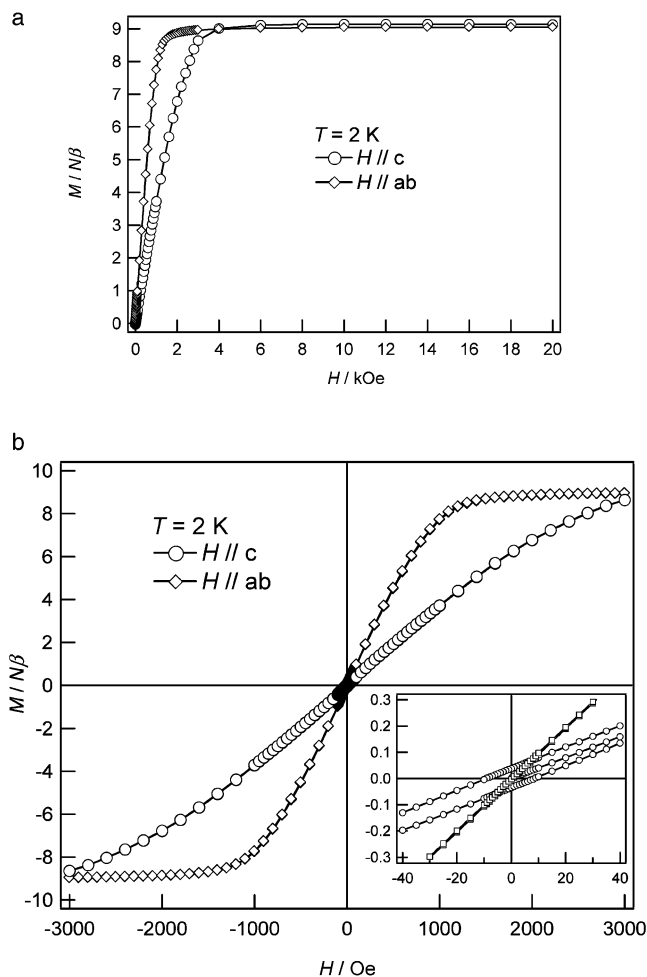 a
9
8
7
6
5
4
3
2
1
0
M / Nβ
T = 2 K
H // c
H // ab
0 2 4 6 8 10 12 14 16 18 20
H / kOe
b
10
8
6
4
2
0
-2
-4
-6
-8
-10
M / Nβ
T = 2 K
H // c
H // ab
0.3
0.2
0.1
0.0
-0.1
-0.2
-0.3
-40 -20 0 20 40
-3000 -2000 -1000 0 1000 2000 3000
H / Oe